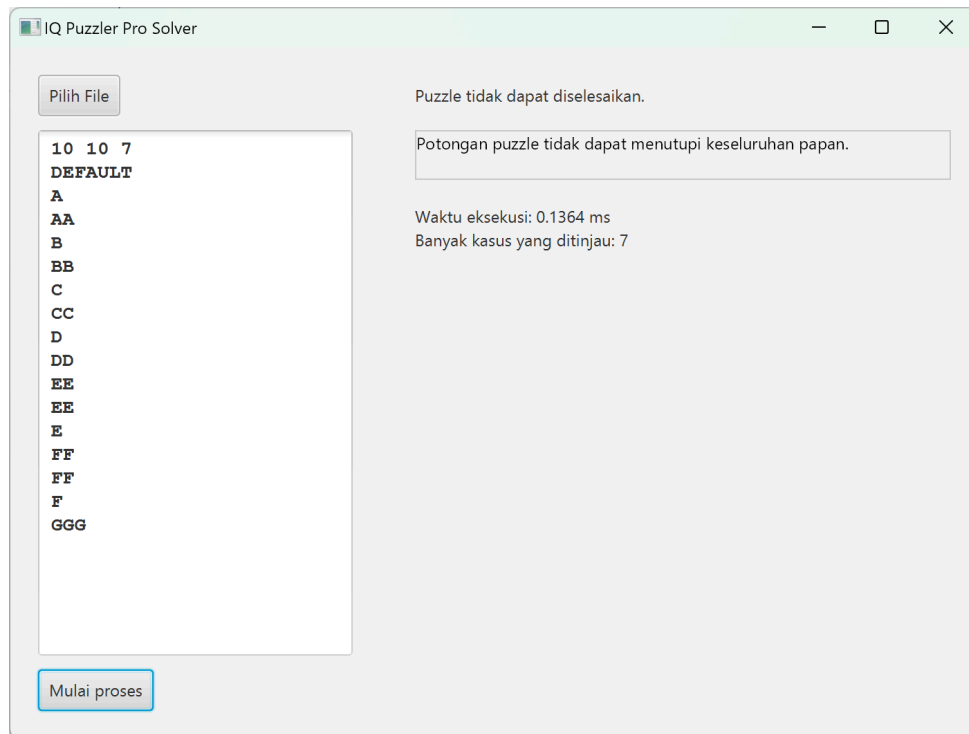 IQ Puzzler Pro Solver
Pilih File
10 10 7
DEFAULT
A
AA
B
BB
C
CC
D
DD
EE
EE
E
FF
FF
F
GGG
Mulai proses
Puzzle tidak dapat diselesaikan.
Potongan puzzle tidak dapat menutupi keseluruhan papan.
Waktu eksekusi: 0.1364 ms
Banyak kasus yang ditinjau: 7